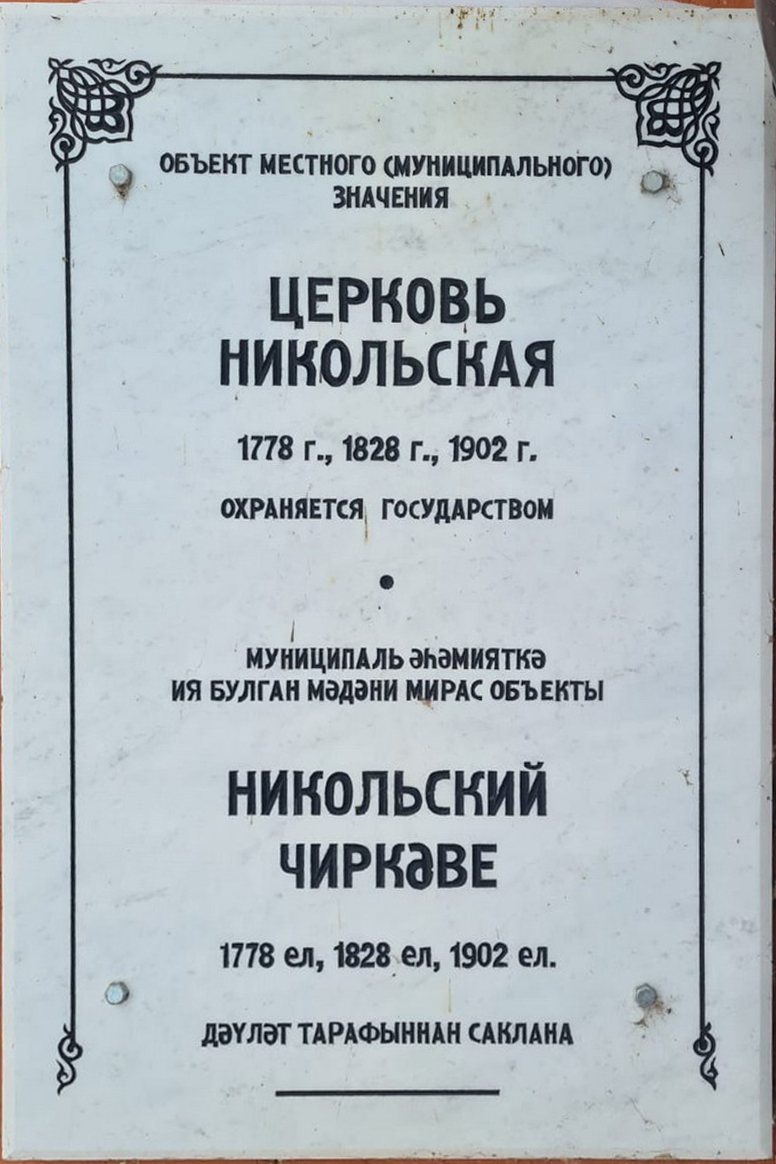 ОБЪЕКТ МЕСТНОГО (МУНИЦИПАЛЬНОГО)
ЗНАЧЕНИЯ
ЦЕРКОВЬ
НИКОЛЬСКАЯ
1778 г., 1828 г., 1902 г.
ОХРАНЯЕТСЯ ГОСУДАРСТВОМ
МУНИЦИПАЛЬ ӘҺӘМИЯТКӘ
ИЯ БУЛГАН МӘДӘНИ МИРАС ОБЪЕКТЫ
НИКОЛЬСКИЙ
ЧИРКӘВЕ
1778 ел, 1828 ел, 1902 ел.
ДӘҮЛӘТ ТАРАФЫННАН САКЛАНА